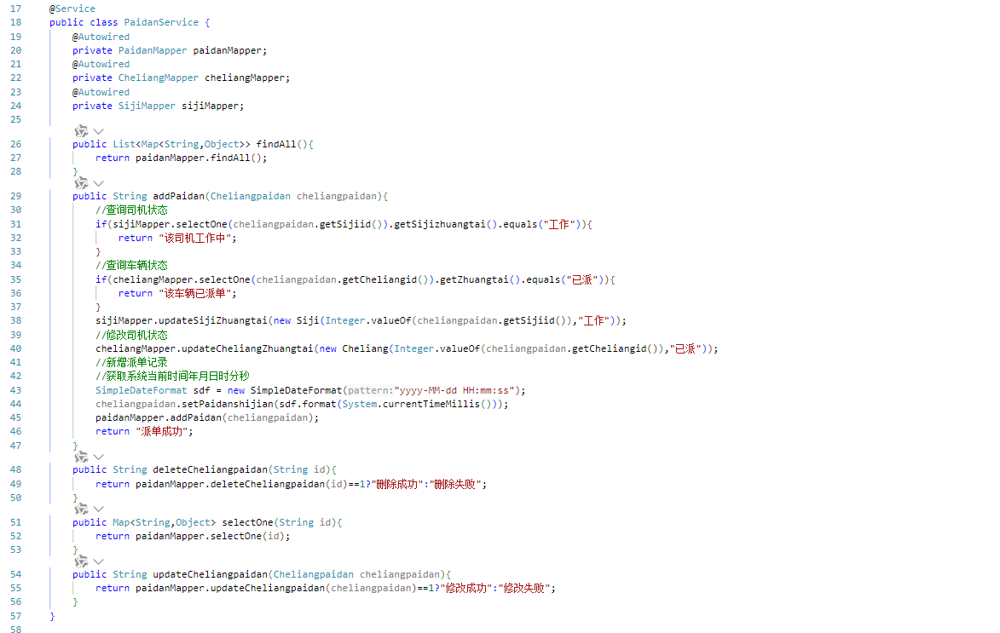 17 @Service
18 public class PaidanService {
19 @Autowired
20 private PaidanMapper paidanMapper;
21 @Autowired
22 private CheliangMapper cheliangMapper;
23 @Autowired
24 private SijiMapper sijiMapper;
25
26 public List<Map<String,Object>> findAll(){
27 return paidanMapper.findAll();
28 }
29 public String addPaidan(Cheliangpaidan cheliangpaidan){
30 //查询司机状态
31 if(sijiMapper.selectOne(cheliangpaidan.getSijiid()).getSijizhuangtai().equals("工作")){
32 return "该司机工作中";
33 }
34 //查询车辆状态
35 if(cheliangMapper.selectOne(cheliangpaidan.getCheliangid()).getZhuangtai().equals("已派")){
36 return "该车辆已派单";
37 }
38 sijiMapper.updateSijiZhuangtai(new Siji(Integer.valueOf(cheliangpaidan.getSijiid()),"工作"));
39 //修改司机状态
40 cheliangMapper.updateCheliangZhuangtai(new Cheliang(Integer.valueOf(cheliangpaidan.getCheliangid()),"已派"));
41 //新增派单记录
42 //获取系统当前时间年月日时分秒
43 SimpleDateFormat sdf = new SimpleDateFormat(pattern:"yyyy-MM-dd HH:mm:ss");
44 cheliangpaidan.setPaidanshijian(sdf.format(System.currentTimeMillis()));
45 paidanMapper.addPaidan(cheliangpaidan);
46 return "派单成功";
47 }
48 public String deleteCheliangpaidan(String id){
49 return paidanMapper.deleteCheliangpaidan(id)==1?"删除成功":"删除失败";
50 }
51 public Map<String,Object> selectOne(String id){
52 return paidanMapper.selectOne(id);
53 }
54 public String updateCheliangpaidan(Cheliangpaidan cheliangpaidan){
55 return paidanMapper.updateCheliangpaidan(cheliangpaidan)==1?"修改成功":"修改失败";
56 }
57 }
58